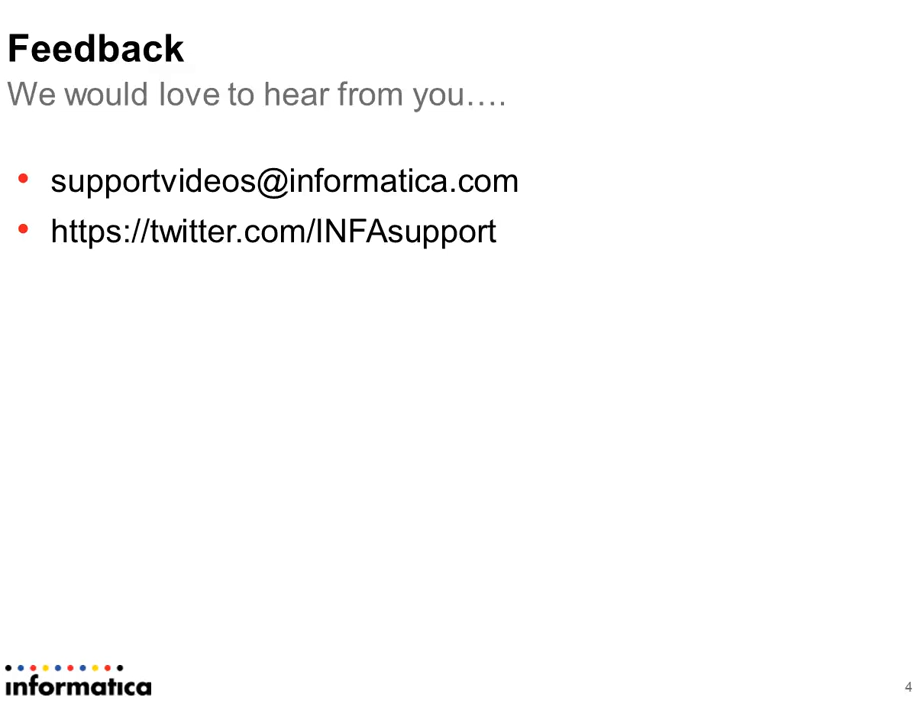 Feedback
We would love to hear from you….
• supportvideos@informatica.com
• https://twitter.com/INFAsupport
informatica
4